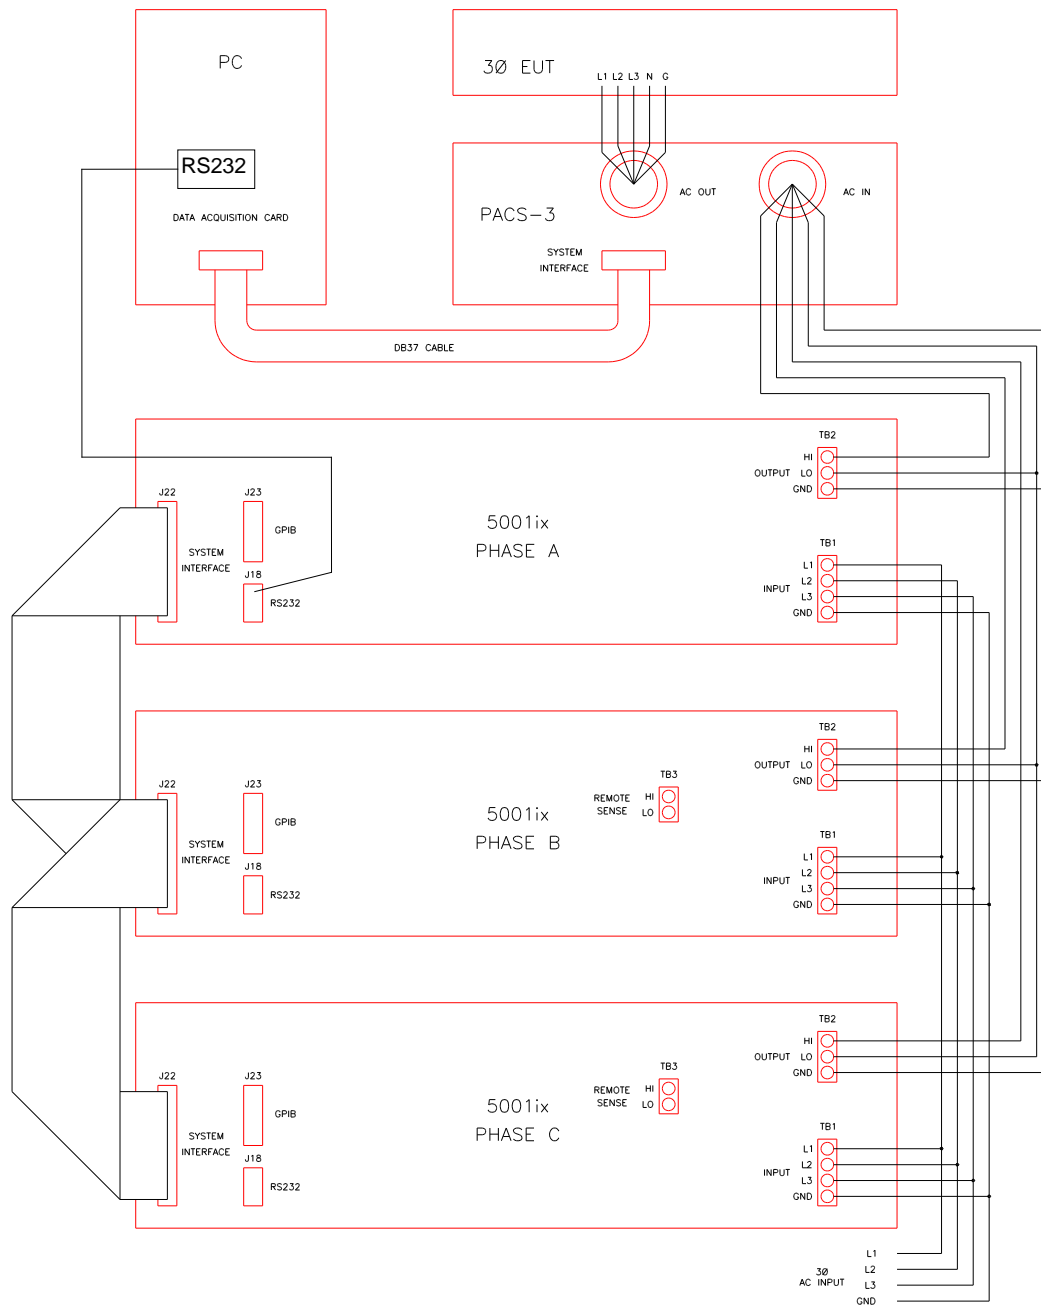 PC
RS232
DATA ACQUISITION CARD
3Ø EUT
L1 L2 L3 N G
PACS-3
AC OUT
AC IN
SYSTEM
INTERFACE
DB37 CABLE
TB2
HI
OUTPUT LO
GND
J22
J23
GPIB
SYSTEM
INTERFACE
J18
RS232
5001ix
PHASE A
TB1
L1
L2
INPUT
L3
GND
TB2
HI
OUTPUT LO
GND
J22
J23
GPIB
SYSTEM
INTERFACE
J18
RS232
5001ix
PHASE B
TB3
REMOTE HI
SENSE LO
TB1
L1
L2
INPUT
L3
GND
TB2
HI
OUTPUT LO
GND
J22
J23
GPIB
SYSTEM
INTERFACE
J18
RS232
5001ix
PHASE C
TB3
REMOTE HI
SENSE LO
TB1
L1
L2
INPUT
L3
GND
3Ø
AC INPUT
L1
L2
L3
GND